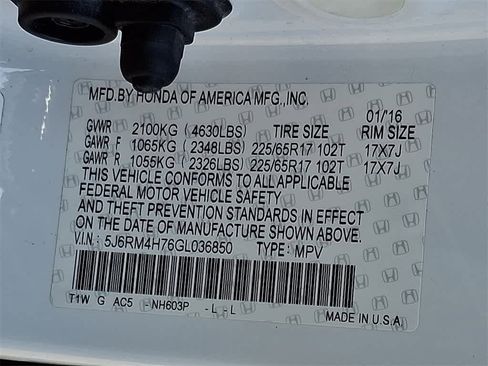 MFD.BY HONDA OF AMERICA MFG.,INC. 01/16
GVWR 2100KG ( 4630LBS) TIRE SIZE RIM SIZE
GAWR F 1065KG ( 2348LBS) 225/65R17 102T 17X7J
GAWR R 1055KG ( 2326LBS) 225/65R17 102T 17X7J
THIS VEHICLE CONFORMS TO ALL APPLICABLE
FEDERAL MOTOR VEHICLE SAFETY
AND THEFT PREVENTION STANDARDS IN EFFECT
ON THE DATE OF MANUFACTURE SHOWN ABOVE.
V.I.N: 5J6RM4H76GL036850 TYPE: MPV
T1W G AC5 -NH603P -L -L MADE IN U.S.A